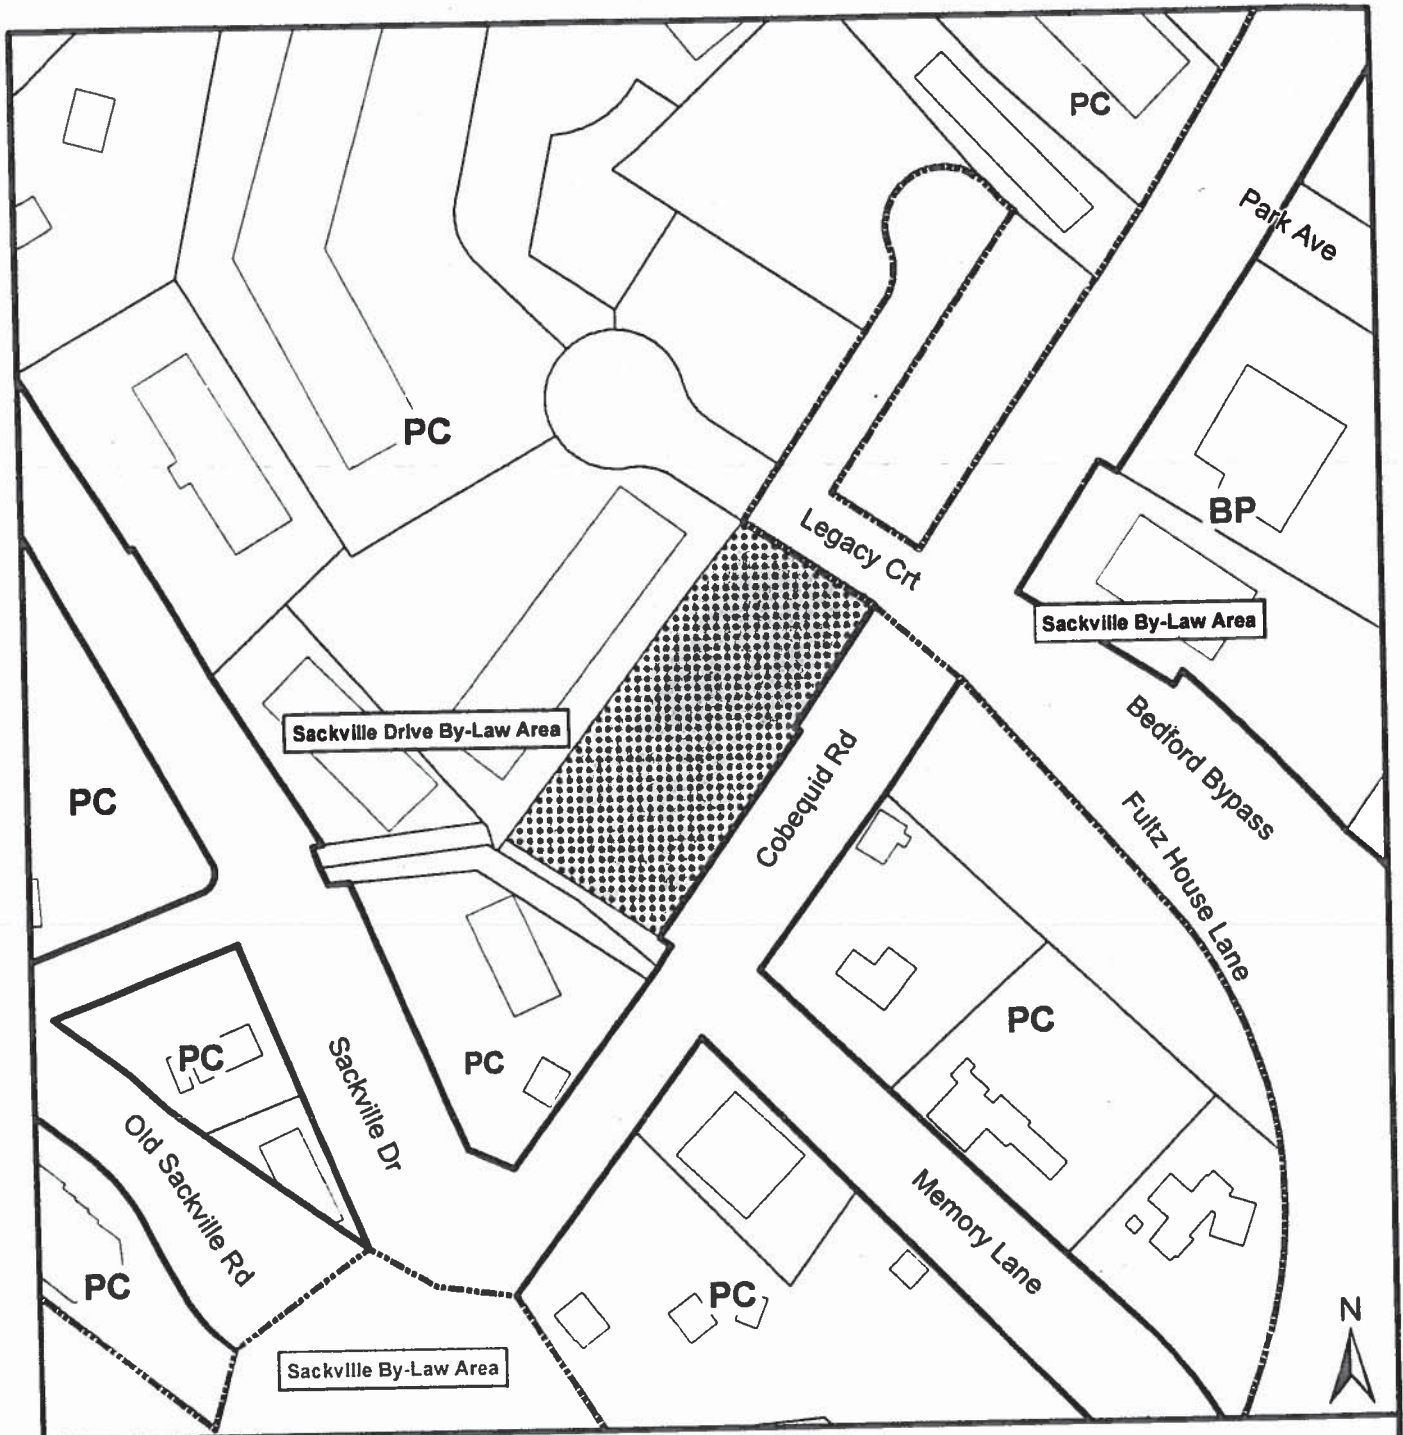 PC
Park Ave
PC
BP
Legacy Crt
Sackville By-Law Area
Sackville Drive By-Law Area
Bedford Bypass
PC
Cobequid Rd
Fultz House Lane
PC
PC
PC
Sackville Dr
Old Sackville Rd
Memory Lane
PC
PC
N
Sackville By-Law Area